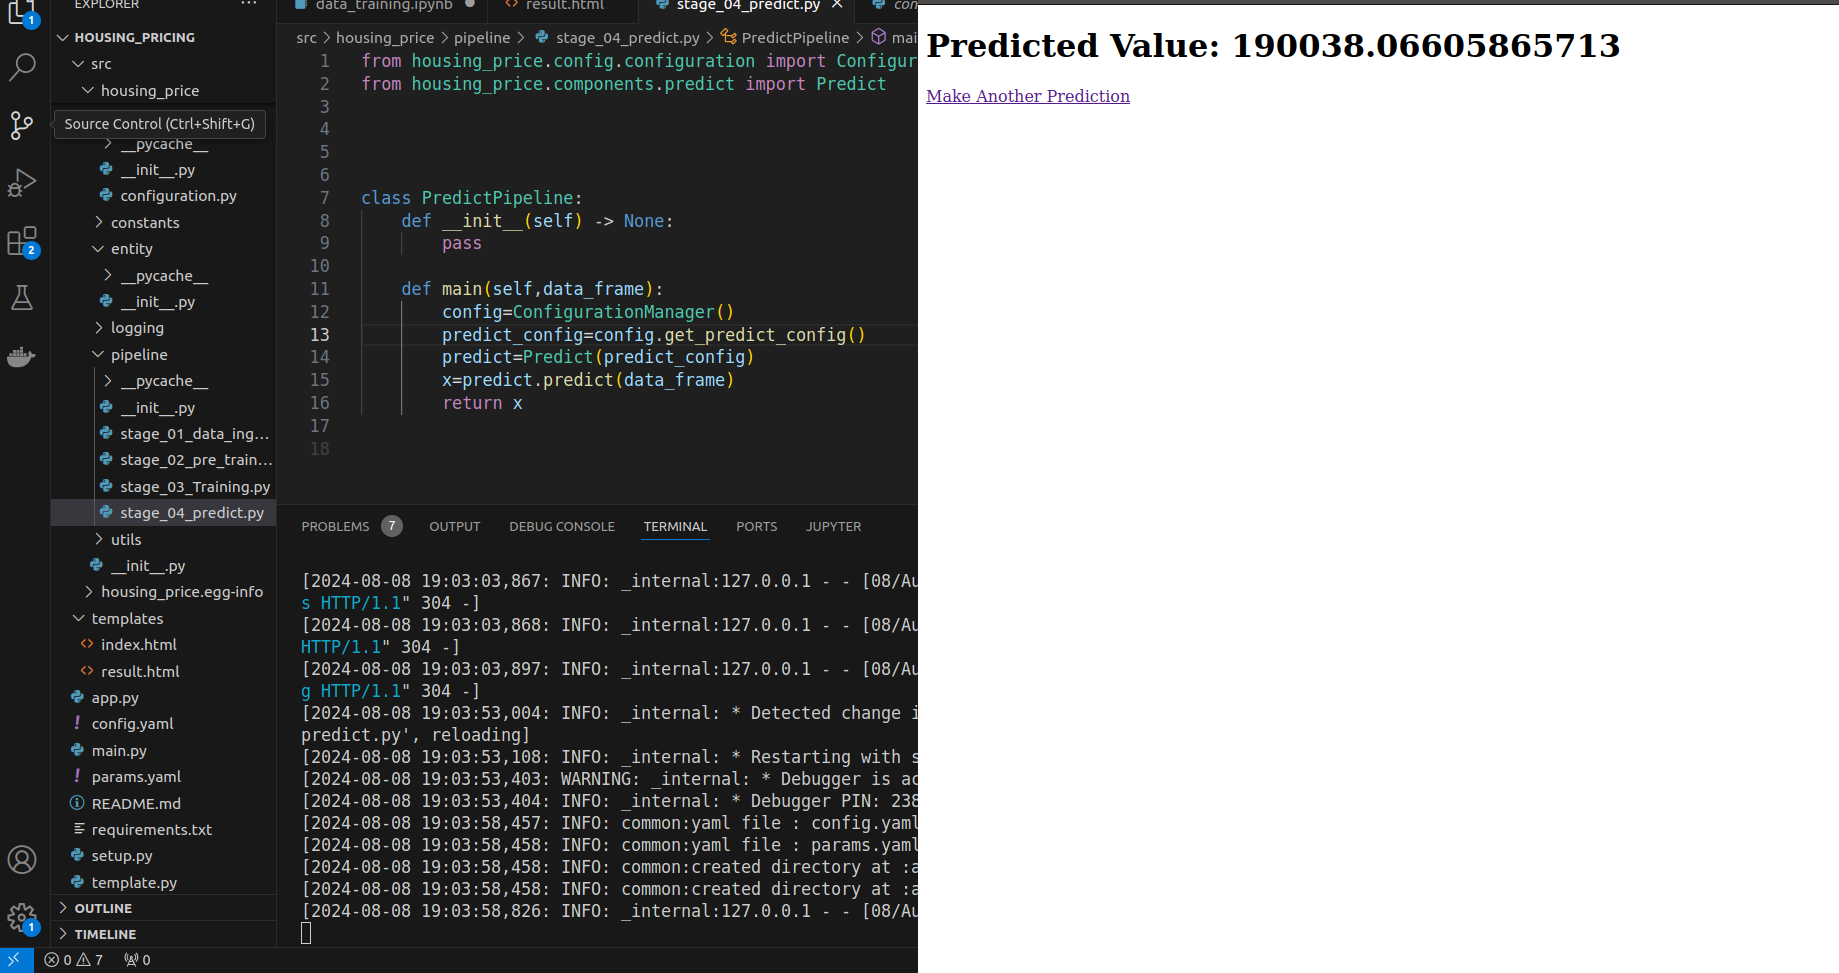 EXPLORER
data_training.ipynb
result.html
stage_04_predict.py
1
HOUSING_PRICING
src
housing_price
Source Control (Ctrl+Shift+G)
__pycache__
__init__.py
configuration.py
constants
entity
__pycache__
__init__.py
logging
pipeline
__pycache__
__init__.py
stage_01_data_ing...
stage_02_pre_train...
stage_03_Training.py
stage_04_predict.py
utils
__init__.py
housing_price.egg-info
templates
index.html
result.html
app.py
! config.yaml
main.py
! params.yaml
README.md
requirements.txt
setup.py
template.py
OUTLINE
TIMELINE
2
1
src > housing_price > pipeline > stage_04_predict.py > PredictPipeline > mai
1 from housing_price.config.configuration import Configur
2 from housing_price.components.predict import Predict
3
4
5
6
7 class PredictPipeline:
8 def __init__(self) -> None:
9 pass
10
11 def main(self,data_frame):
12 config=ConfigurationManager()
13 predict_config=config.get_predict_config()
14 predict=Predict(predict_config)
15 x=predict.predict(data_frame)
16 return x
17
18
PROBLEMS 7 OUTPUT DEBUG CONSOLE TERMINAL PORTS JUPYTER
[2024-08-08 19:03:03,867: INFO: _internal:127.0.0.1 - - [08/Au
s HTTP/1.1" 304 -]
[2024-08-08 19:03:03,868: INFO: _internal:127.0.0.1 - - [08/Au
HTTP/1.1" 304 -]
[2024-08-08 19:03:03,897: INFO: _internal:127.0.0.1 - - [08/Au
g HTTP/1.1" 304 -]
[2024-08-08 19:03:53,004: INFO: _internal: * Detected change i
predict.py', reloading]
[2024-08-08 19:03:53,108: INFO: _internal: * Restarting with s
[2024-08-08 19:03:53,403: WARNING: _internal: * Debugger is ac
[2024-08-08 19:03:53,404: INFO: _internal: * Debugger PIN: 238
[2024-08-08 19:03:58,457: INFO: common:yaml file : config.yaml
[2024-08-08 19:03:58,458: INFO: common:yaml file : params.yaml
[2024-08-08 19:03:58,458: INFO: common:created directory at :a
[2024-08-08 19:03:58,458: INFO: common:created directory at :a
[2024-08-08 19:03:58,826: INFO: _internal:127.0.0.1 - - [08/Au
0 7 0
Predicted Value: 190038.06605865713
Make Another Prediction